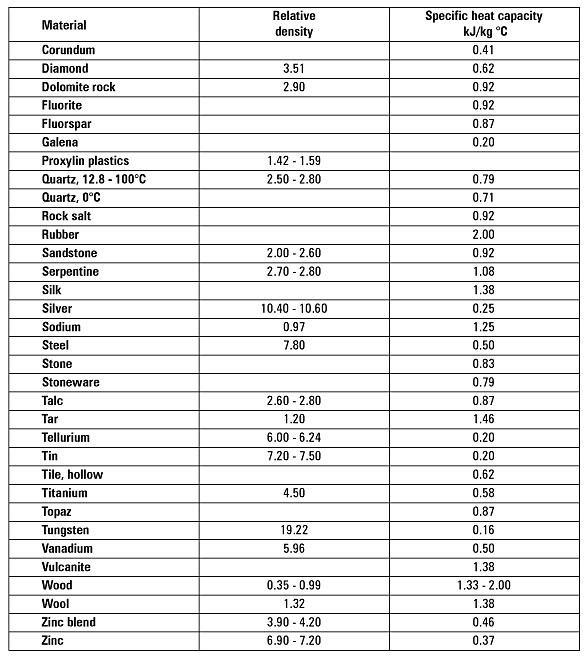 Material Relative density Specific heat capacity kJ/kg °C
Corundum 0.41
Diamond 3.51 0.62
Dolomite rock 2.90 0.92
Fluorite 0.92
Fluorspar 0.87
Galena 0.20
Proxylin plastics 1.42 - 1.59
Quartz, 12.8 - 100°C 2.50 - 2.80 0.79
Quartz, 0°C 0.71
Rock salt 0.92
Rubber 2.00
Sandstone 2.00 - 2.60 0.92
Serpentine 2.70 - 2.80 1.08
Silk 1.38
Silver 10.40 - 10.60 0.25
Sodium 0.97 1.25
Steel 7.80 0.50
Stone 0.83
Stoneware 0.79
Talc 2.60 - 2.80 0.87
Tar 1.20 1.46
Tellurium 6.00 - 6.24 0.20
Tin 7.20 - 7.50 0.20
Tile, hollow 0.62
Titanium 4.50 0.58
Topaz 0.87
Tungsten 19.22 0.16
Vanadium 5.96 0.50
Vulcanite 1.38
Wood 0.35 - 0.99 1.33 - 2.00
Wool 1.32 1.38
Zinc blend 3.90 - 4.20 0.46
Zinc 6.90 - 7.20 0.37